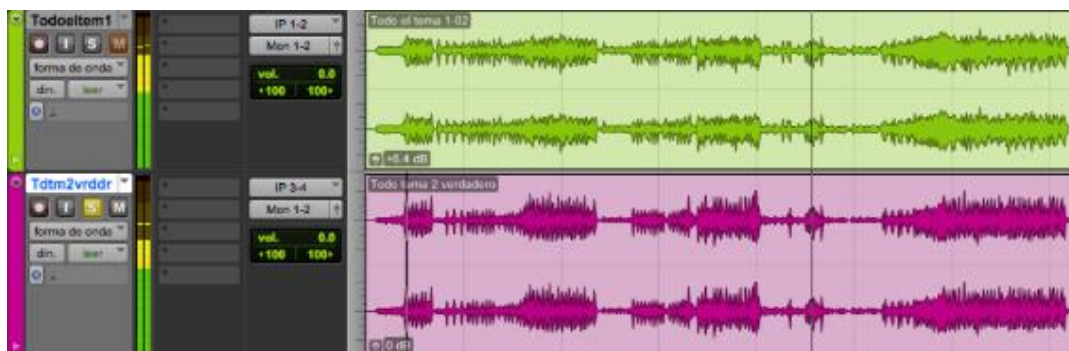 Todoeltem1
I S M
forma de onda
din. leer
IP 1-2
Mon 1-2
vol. 0.0
+100 100+
Todo el tema 1-02
+6.4 dB
Tdtm2vrddr
I S M
forma de onda
din. leer
IP 3-4
Mon 1-2
vol. 0.0
+100 100+
Todo tema 2 verdadero
0 dB